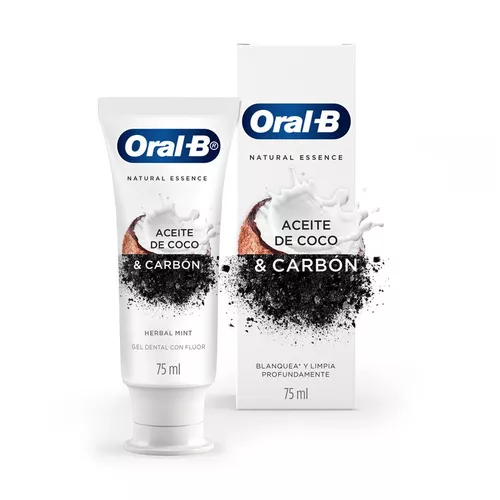 Oral-B®
NATURAL ESSENCE
ACEITE
DE COCO
& CARBÓN
HERBAL MINT
GEL DENTAL CON FLÚOR
75 ml
Oral-B
NATURAL ESSENCE
ACEITE
DE COCO
& CARBÓN
BLANQUEA* Y LIMPIA
PROFUNDAMENTE
75 ml